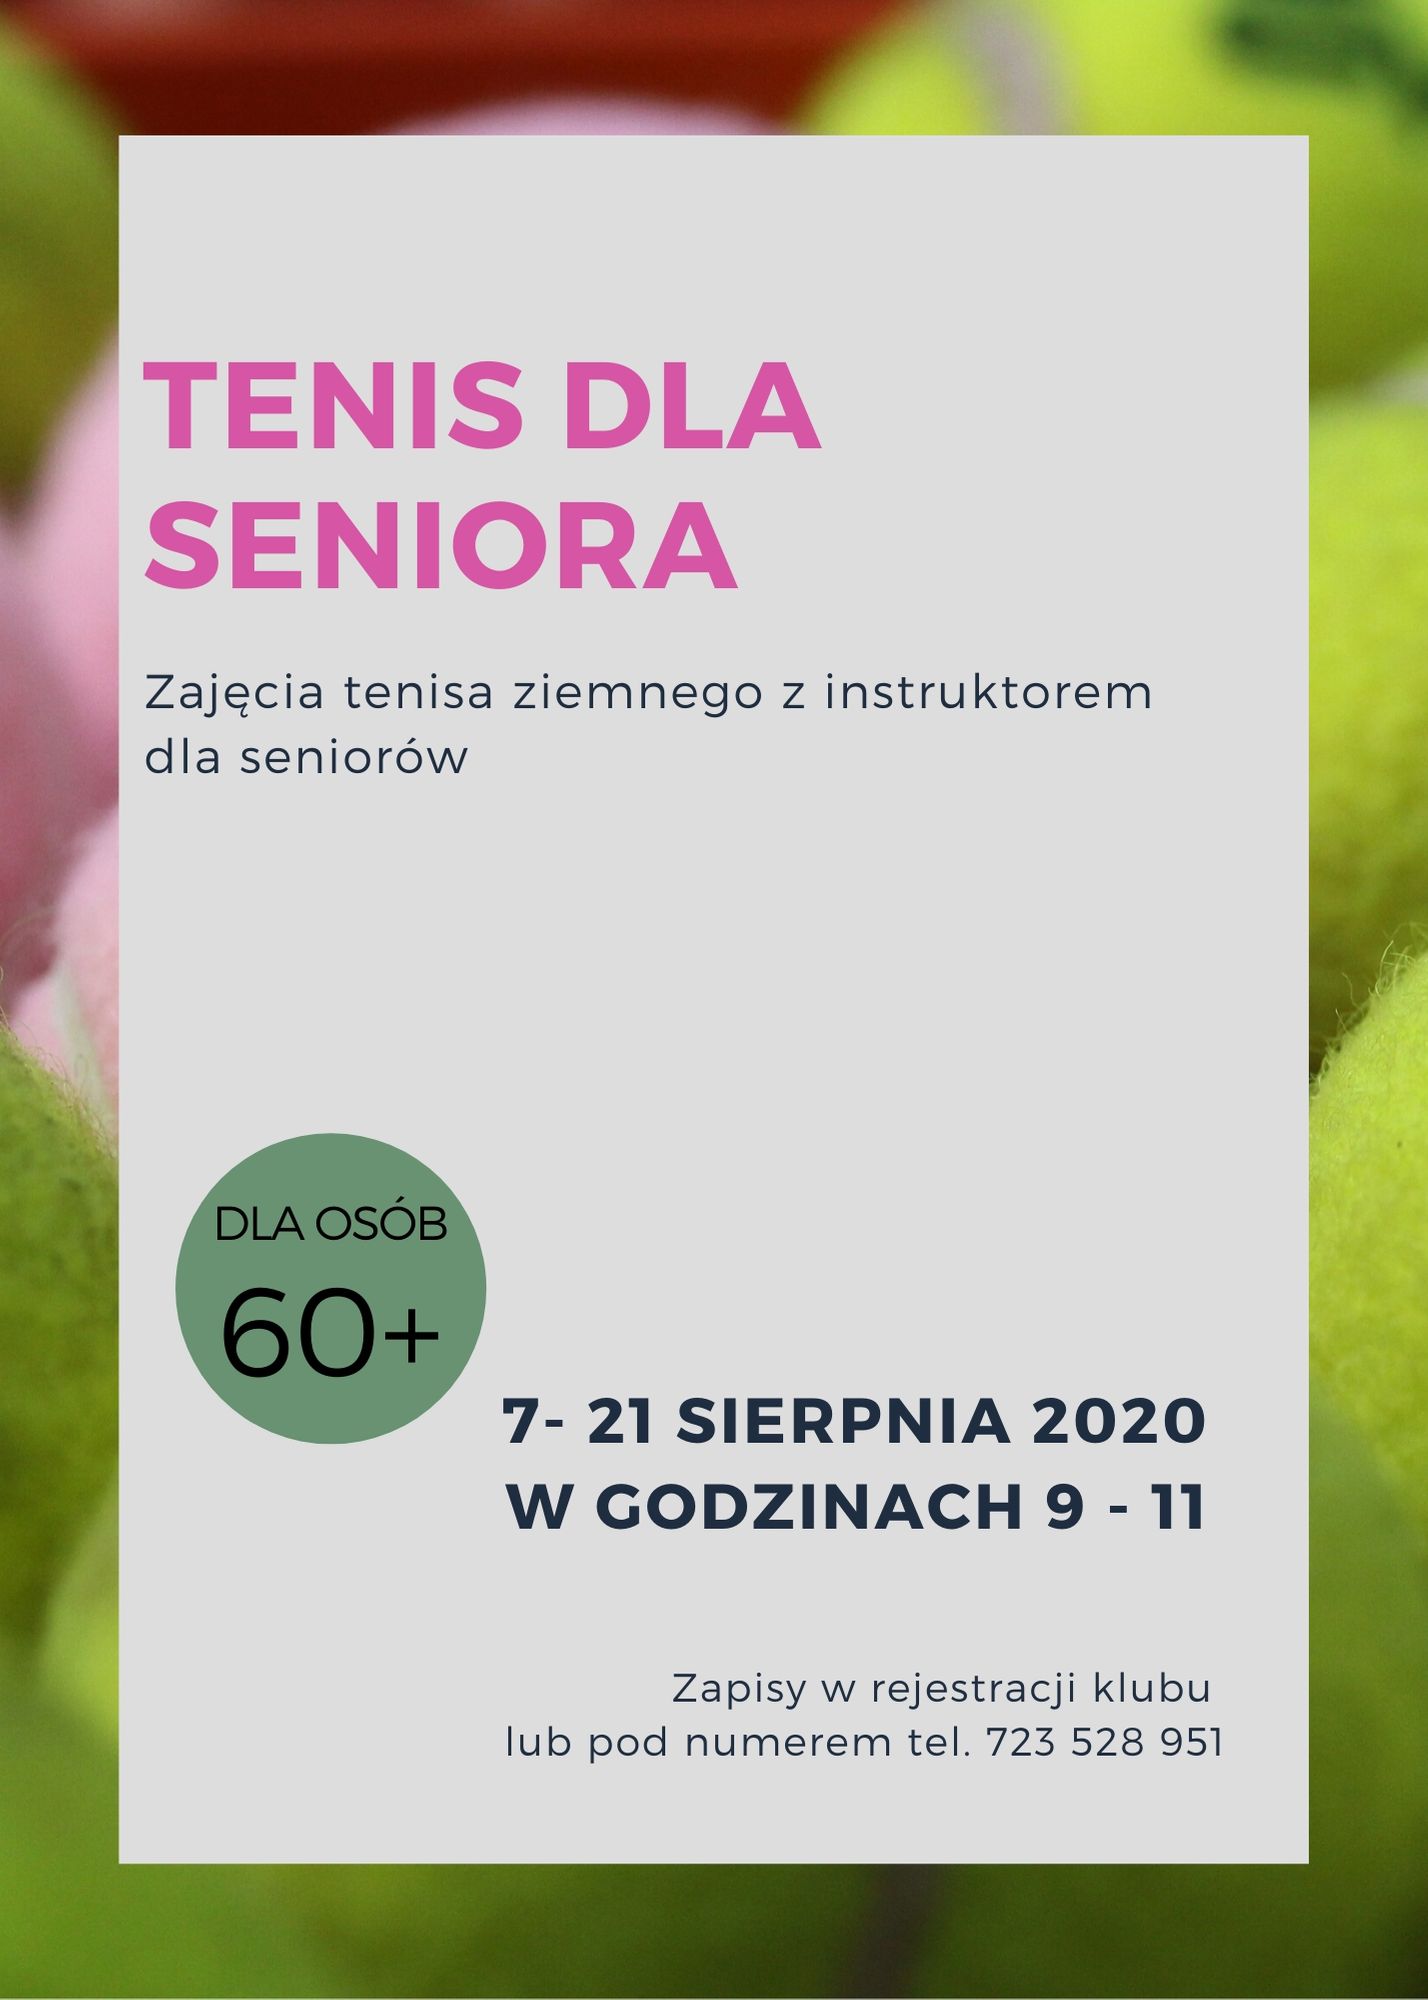 TENIS DLA
SENIORA
Zajęcia tenisa ziemnego z instruktorem
dla seniorów
DLA OSÓB
60+
7- 21 SIERPNIA 2020
W GODZINACH 9 - 11
Zapisy w rejestracji klubu
lub pod numerem tel. 723 528 951